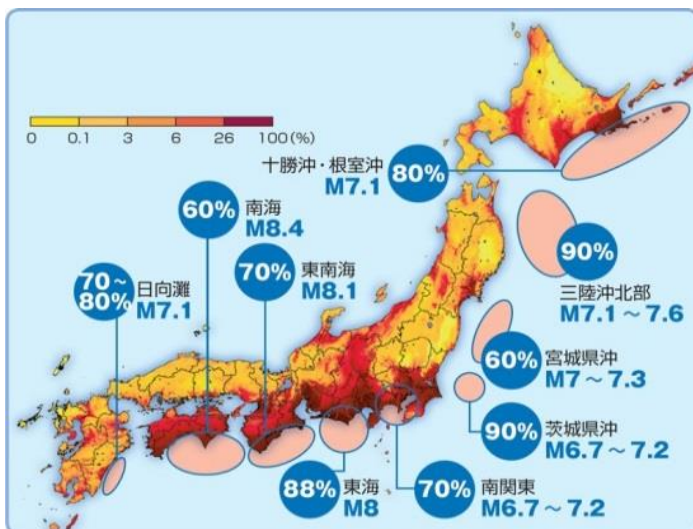 0 0.1 3 6 26 100(%)
十勝沖・根室沖
M7.1
80%
60%
南海
M8.4
70%
東南海
M8.1
70～
80%
日向灘
M7.1
90%
三陸沖北部
M7.1～7.6
60%
宮城県沖
M7～7.3
90%
茨城県沖
M6.7～7.2
88%
東海
M8
70%
南関東
M6.7～7.2